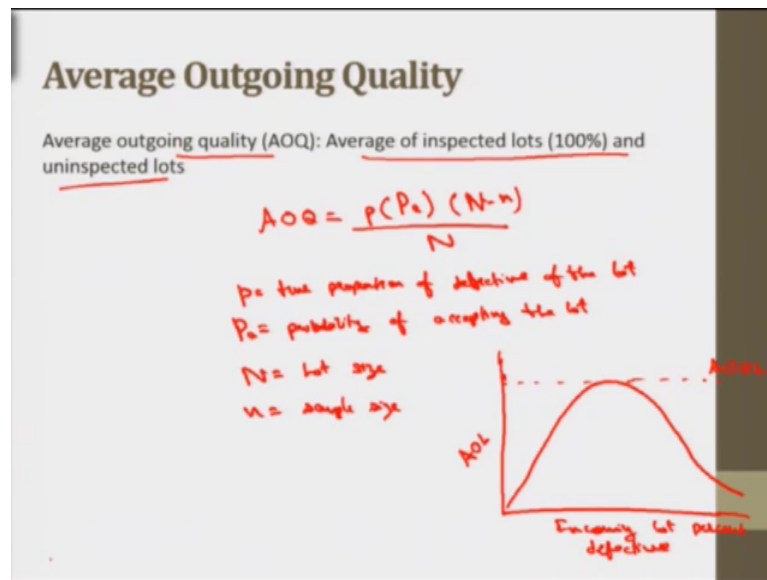 Average Outgoing Quality
Average outgoing quality (AOQ): Average of inspected lots (100%) and
uninspected lots
AOQ = p(Pa) (N-n)
N
p= true proportion of defectives of the lot
Pa= probability of accepting the lot
N= Lot size
n= sample size
AOQL
AOL
Incoming lot percent
defective